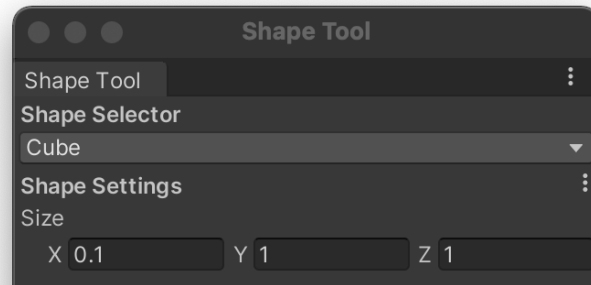 Shape Tool
Shape Tool
Shape Selector
Cube
Shape Settings
Size
X 0.1 Y 1 Z 1